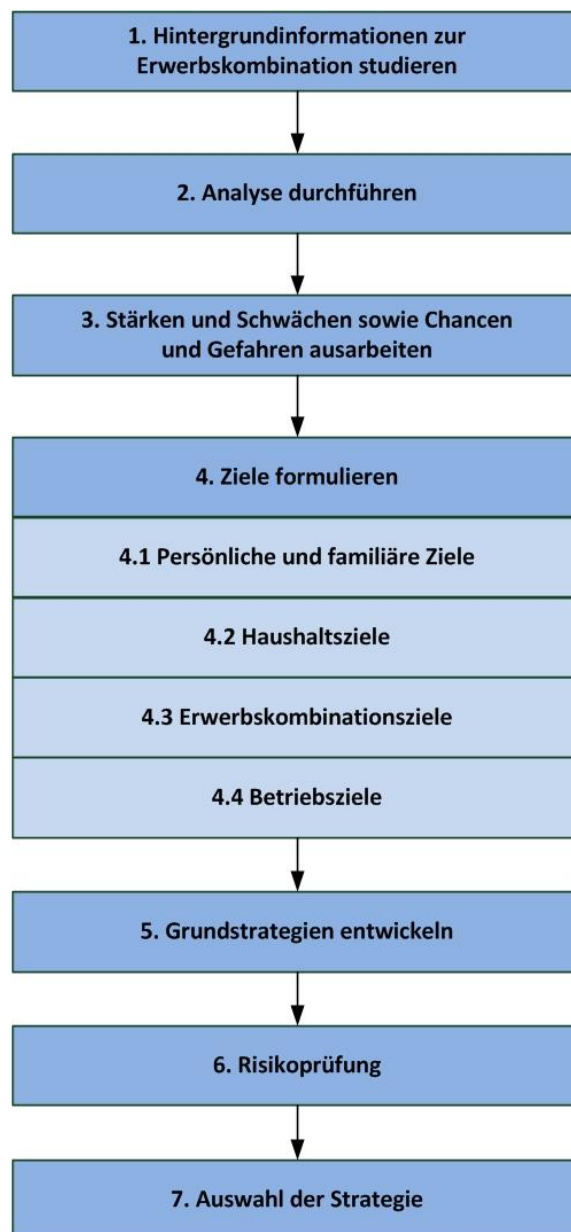 1. Hintergrundinformationen zur
Erwerbskombination studieren
2. Analyse durchführen
3. Stärken und Schwächen sowie Chancen
und Gefahren ausarbeiten
4. Ziele formulieren
4.1 Persönliche und familiäre Ziele
4.2 Haushaltsziele
4.3 Erwerbskombinationsziele
4.4 Betriebsziele
5. Grundstrategien entwickeln
6. Risikoprüfung
7. Auswahl der Strategie